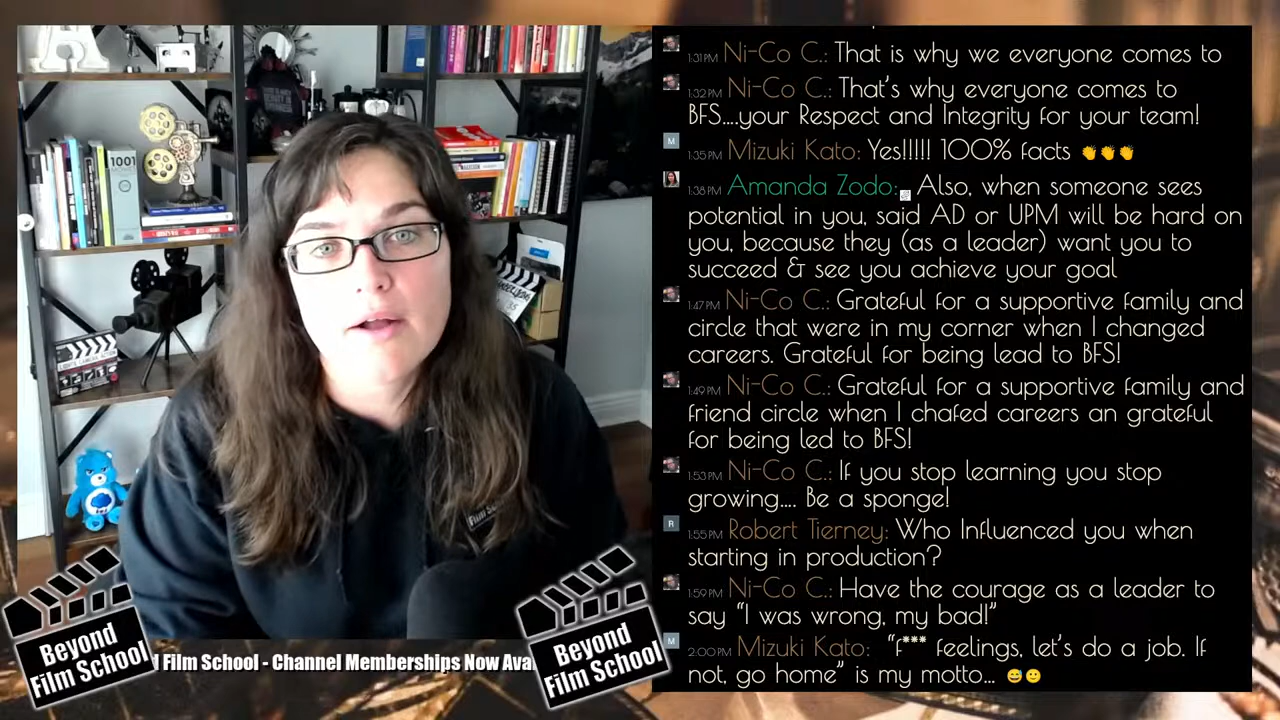 1:31 PM Ni-Co C.: That is why we everyone comes to
1:32 PM Ni-Co C.: That's why everyone comes to
BFS....your Respect and Integrity for your team!
M 1:35 PM Mizuki Kato: Yes!!!!! 100% facts 👏👏👏
1:38 PM Amanda Zodo: Also, when someone sees
potential in you, said AD or UPM will be hard on
you, because they (as a leader) want you to
succeed & see you achieve your goal
1:47 PM Ni-Co C.: Grateful for a supportive family and
circle that were in my corner when I changed
careers. Grateful for being lead to BFS!
1:49 PM Ni-Co C.: Grateful for a supportive family and
friend circle when I chafed careers an grateful
for being led to BFS!
1:53 PM Ni-Co C.: If you stop learning you stop
growing.... Be a sponge!
R 1:55 PM Robert Tierney: Who Influenced you when
starting in production?
1:59 PM Ni-Co C.: Have the courage as a leader to
say "I was wrong, my bad!"
M 2:00 PM Mizuki Kato: "f*** feelings, let's do a job. If
not, go home" is my motto... 😅🙂
A
1001
Beyond
Film School
Film School - Channel Memberships Now Ava
Beyond
Film School